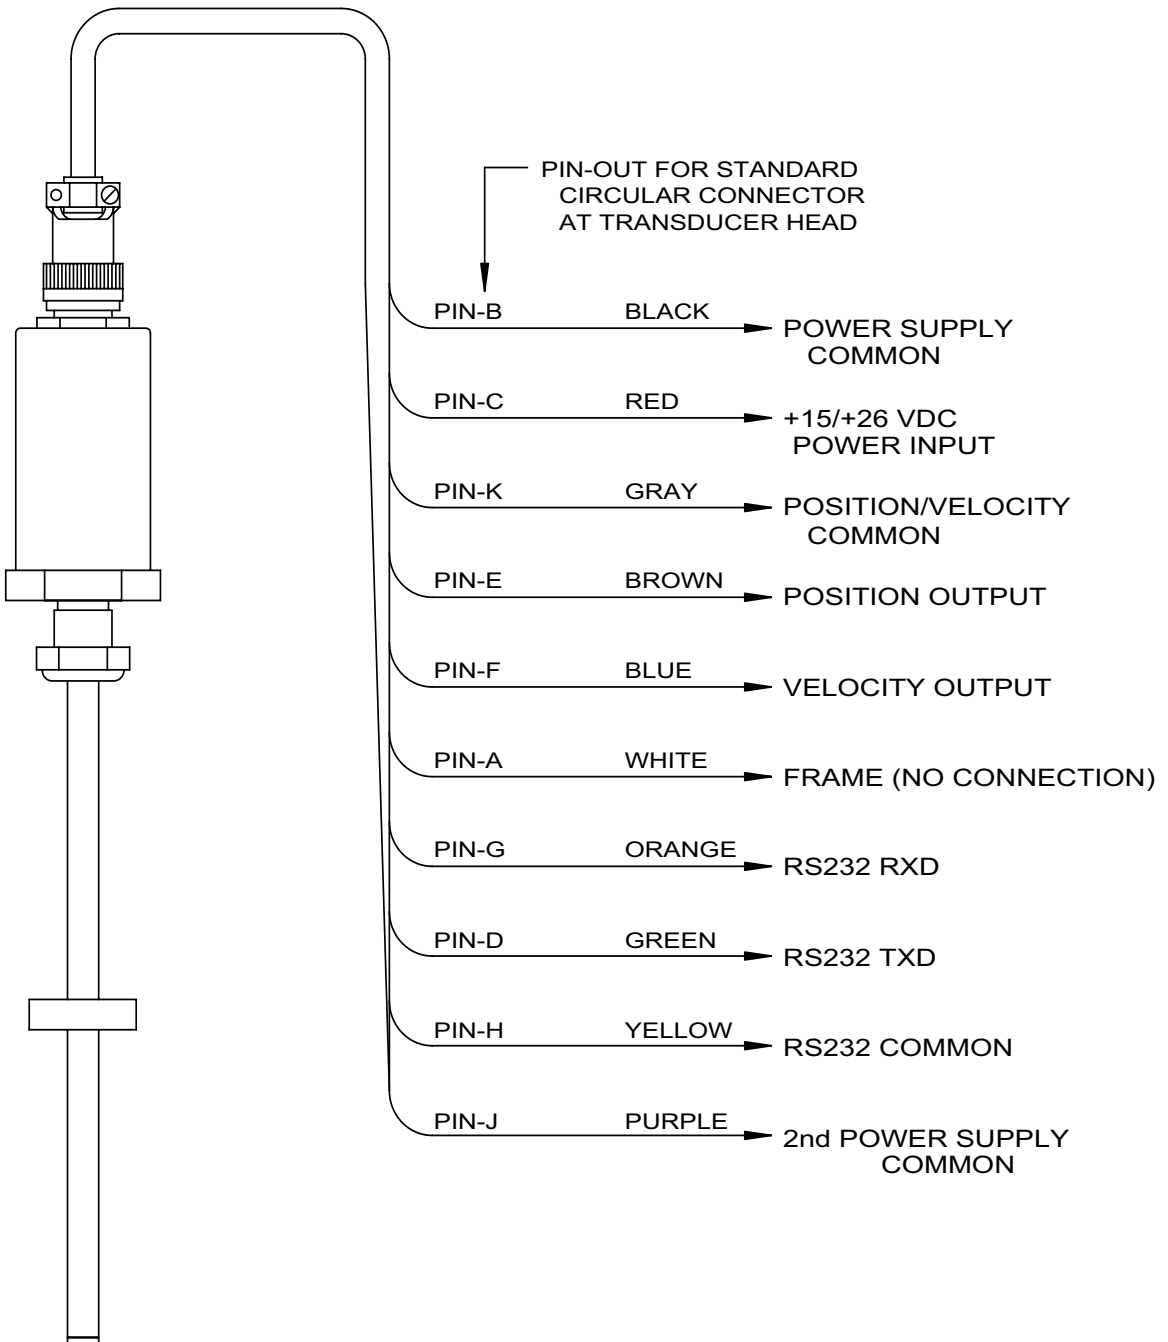 PIN-OUT FOR STANDARD
CIRCULAR CONNECTOR
AT TRANSDUCER HEAD
PIN-B BLACK POWER SUPPLY
COMMON
PIN-C RED +15/+26 VDC
POWER INPUT
PIN-K GRAY POSITION/VELOCITY
COMMON
PIN-E BROWN POSITION OUTPUT
PIN-F BLUE VELOCITY OUTPUT
PIN-A WHITE FRAME (NO CONNECTION)
PIN-G ORANGE RS232 RXD
PIN-D GREEN RS232 TXD
PIN-H YELLOW RS232 COMMON
PIN-J PURPLE 2nd POWER SUPPLY
COMMON